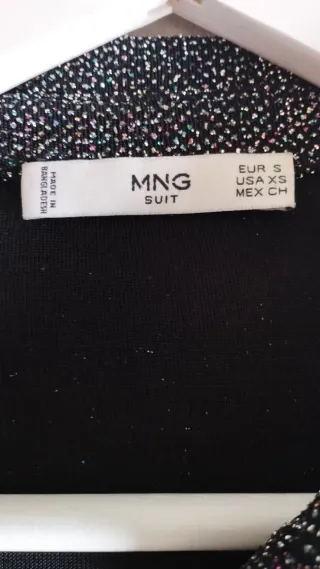 MADE IN
BANGLADESH
MNG
SUIT
EUR S
USA XS
MEX CH